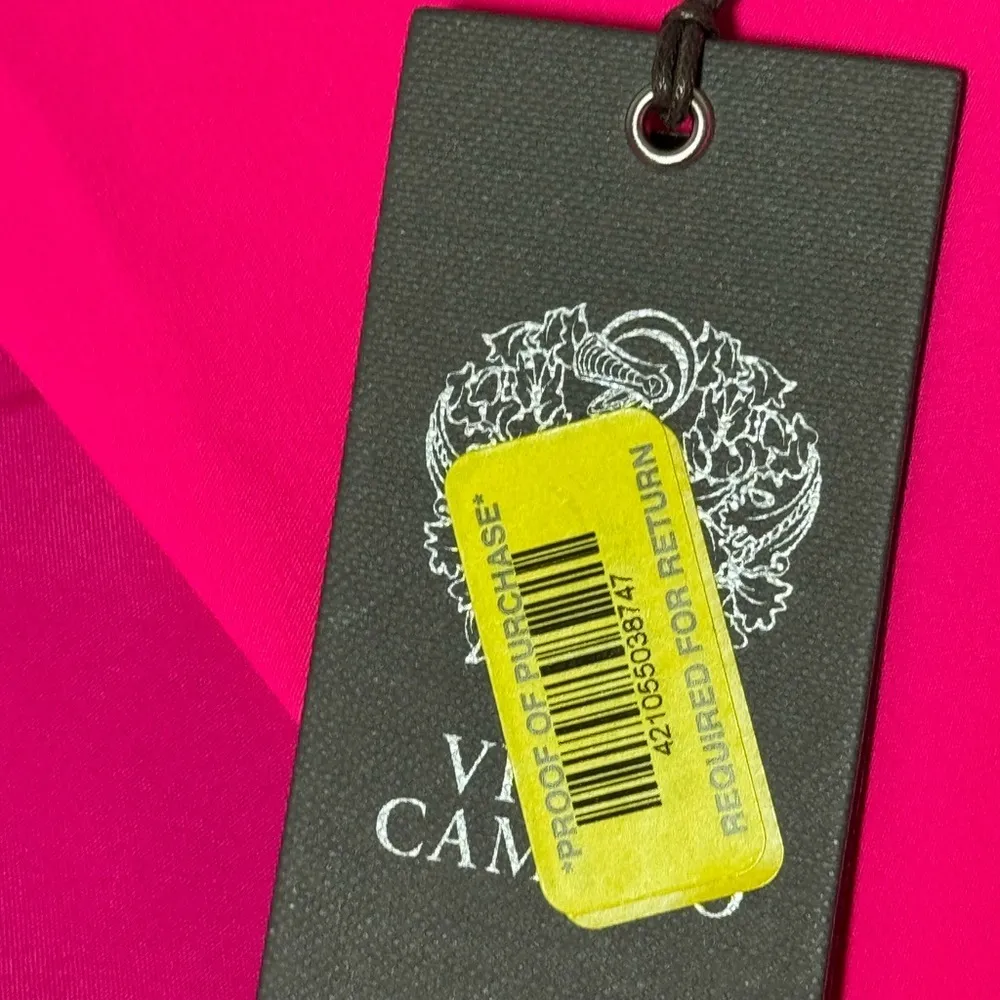 VI
CAM
*PROOF OF PURCHASE*
421055038747
REQUIRED FOR RETURN